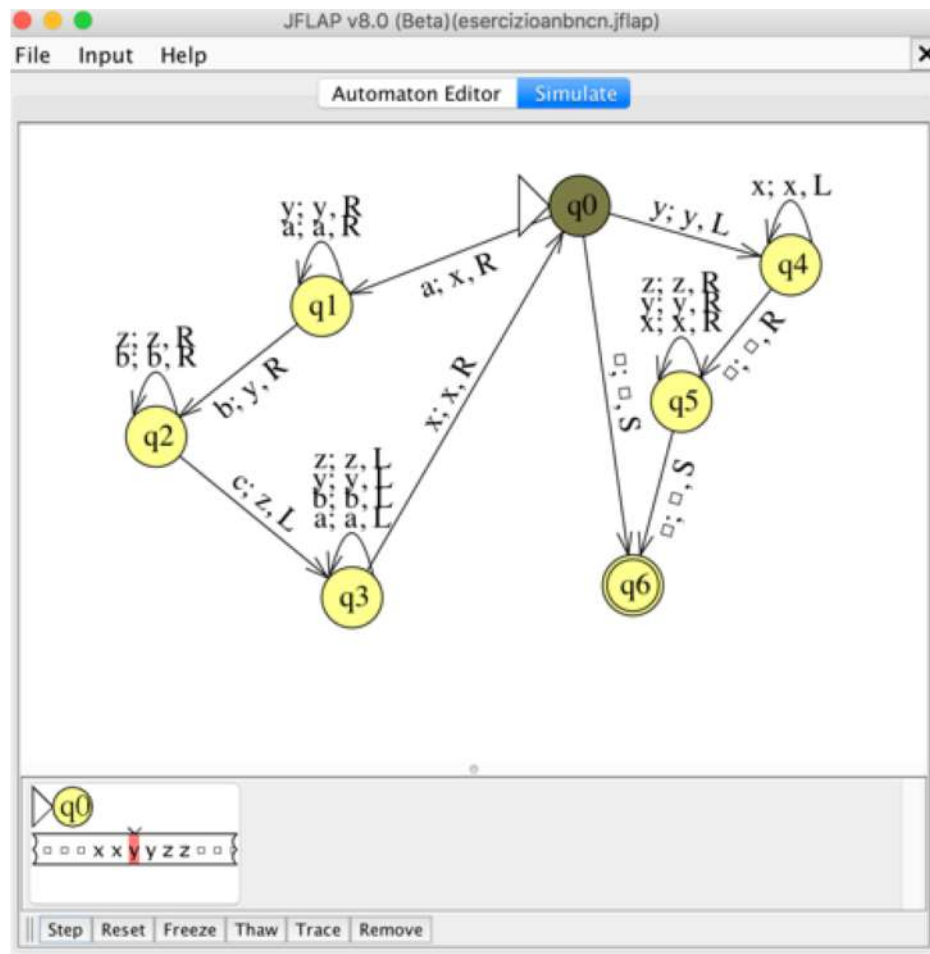 JFLAP v8.0 (Beta)(esercizioanbncn.jflap)
File Input Help
Automaton Editor Simulate
x; x, L
y; y, R
a; a, R
q0
y; y, L
q4
a; x, R
z; z, R
y; y, R
x; x, R
q1
□; □, R
z; z, R
b; b, R
b; y, R
x; x, R
□; □, S
q5
q2
z; z, L
y; y, L
b; b, L
a; a, L
c; z, L
□; □, S
q3
q6
q0
□ □ □ x x y y z z □ □
Step Reset Freeze Thaw Trace Remove